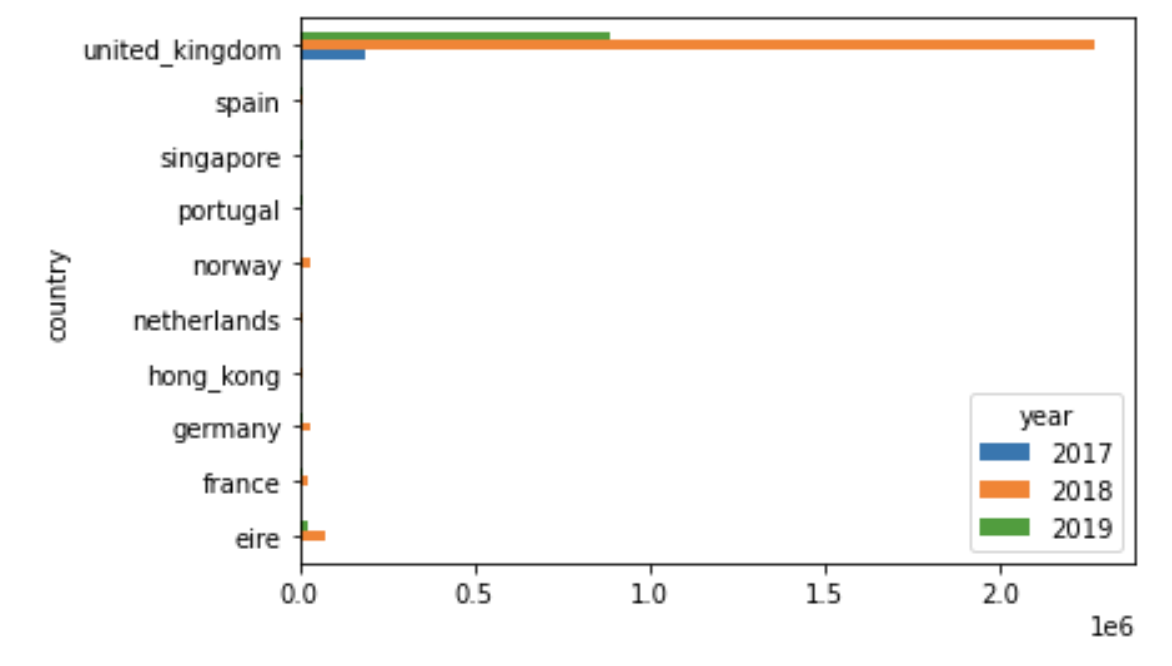 united_kingdom
spain
singapore
portugal
norway
netherlands
hong_kong
germany
france
eire
country
year
2017
2018
2019
0.0 0.5 1.0 1.5 2.0
1e6